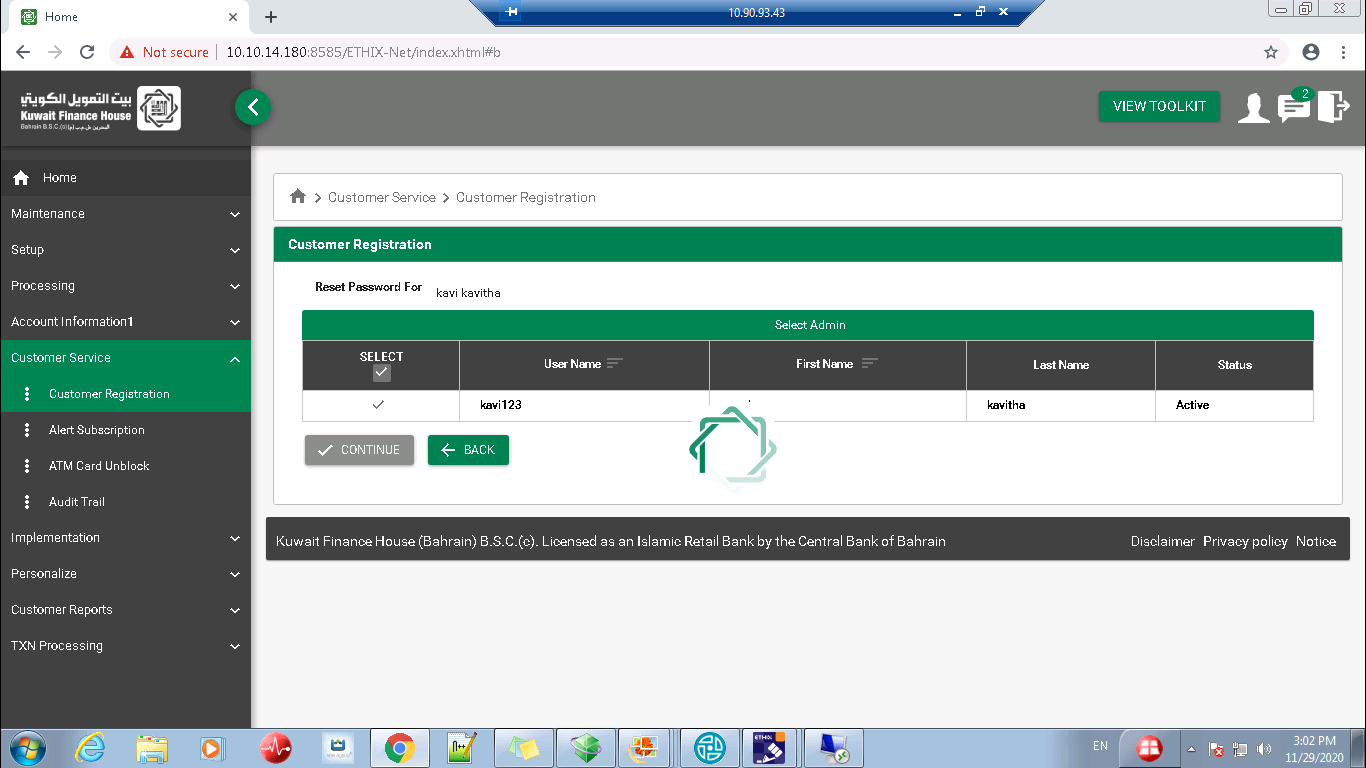 Home
10.90.93.43
Not secure
10.10.14.180:8585/ETHIX-Net/index.xhtml#b
بيت التمويل الكويتي
Kuwait Finance House
VIEW TOOLKIT
2
Home
Maintenance
Setup
Processing
Account Information1
Customer Service
Customer Registration
Alert Subscription
ATM Card Unblock
Audit Trail
Implementation
Personalize
Customer Reports
TXN Processing
Customer Service
Customer Registration
Customer Registration
Reset Password For
kavi kavitha
Select Admin
SELECT
User Name
First Name
Last Name
Status
kavi123
kavitha
Active
CONTINUE
BACK
Kuwait Finance House (Bahrain) B.S.C.(c). Licensed as an Islamic Retail Bank by the Central Bank of Bahrain
Disclaimer Privacy policy Notice
ETHIX
EN
3:02 PM
11/29/2020